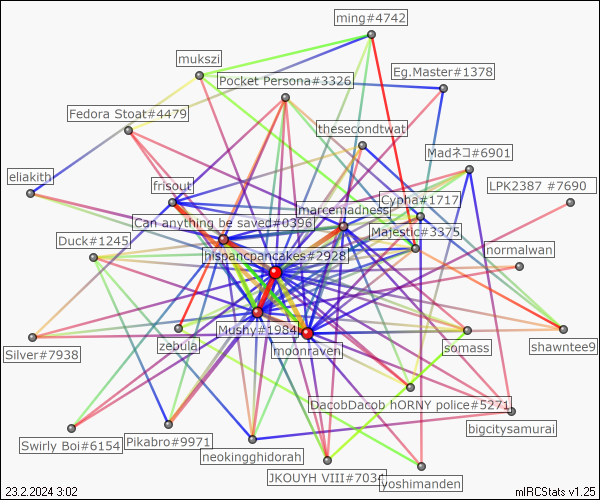 ming#4742
mukszi
Eg.Master#1378
Pocket Persona#3326
Fedora Stoat#4479
thesecondtwat
Madネコ#6901
eliakith
frisout
LPK2387 #7690
Cypha#1717
marcemadness
Can anything be saved#0396
Majestic#3375
Duck#1245
normalwan
hispancpancakes#2928
Mushy#1984
zebula
moonraven
somass
shawntee9
Silver#7938
DacobDacob hORNY police#5271
bigcitysamurai
Swirly Boi#6154
Pikabro#9971
neokingghidorah
JKOUYH VIII#703
yoshimanden
23.2.2024 3:02
mIRCStats v1.25